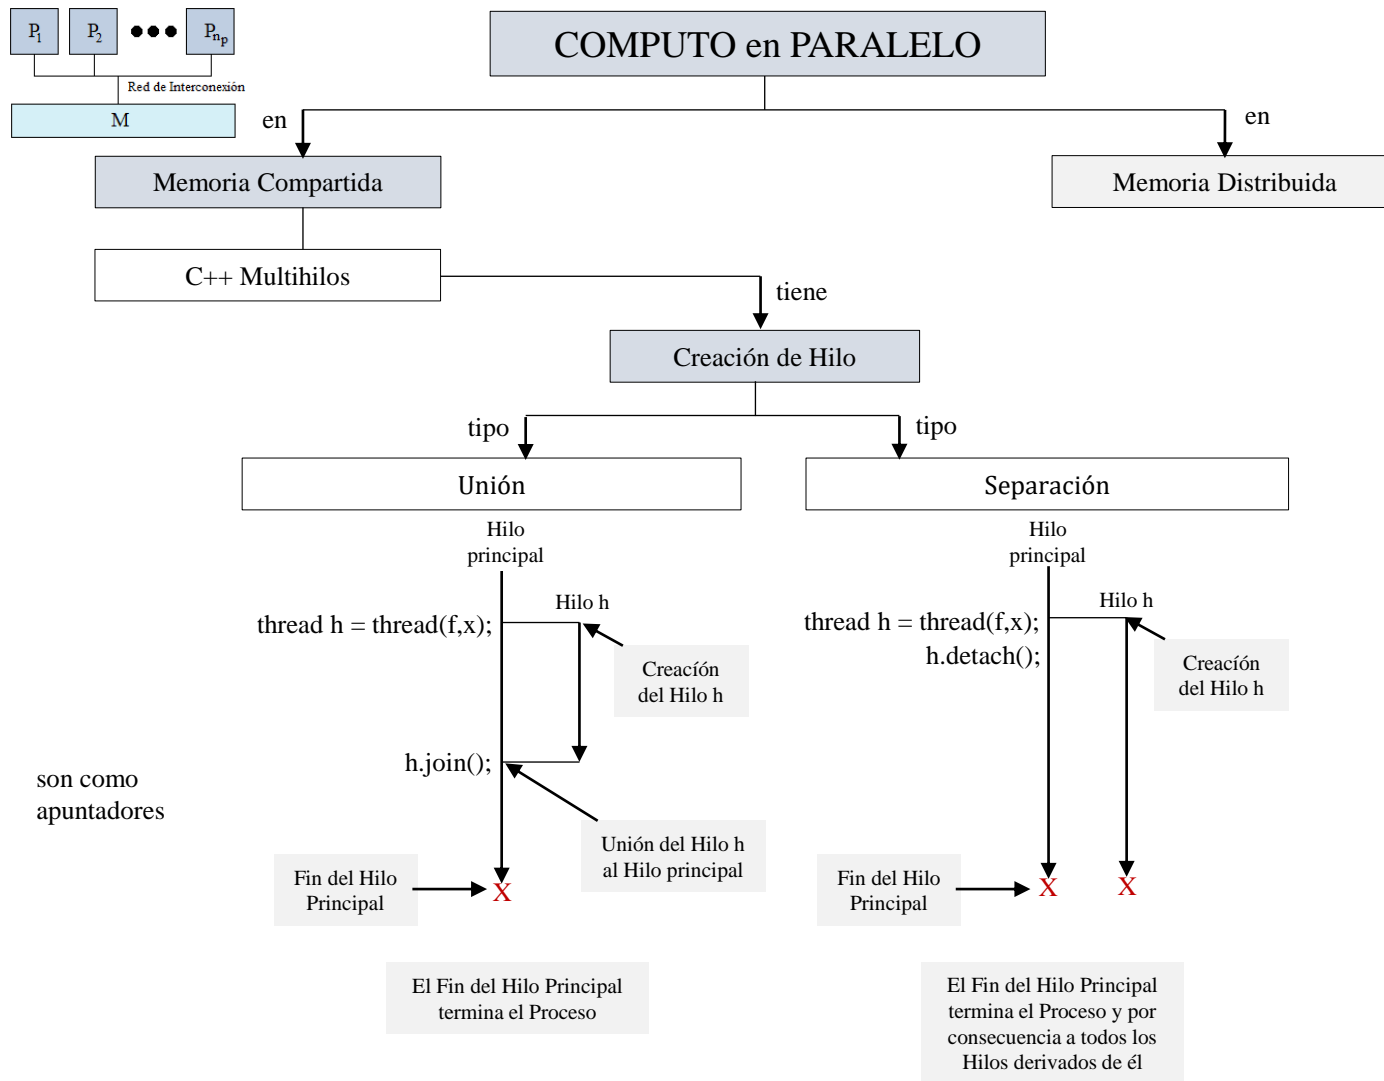 P1 P2 ●●● Pnp
Red de Interconexión
M
COMPUTO en PARALELO
en
en
Memoria Compartida
Memoria Distribuida
C++ Multihilos
tiene
Creación de Hilo
tipo
tipo
Unión
Separación
Hilo
principal
Hilo h
thread h = thread(f,x);
Creacíón
del Hilo h
h.join();
Unión del Hilo h
al Hilo principal
Fin del Hilo
Principal
X
El Fin del Hilo Principal
termina el Proceso
Hilo
principal
Hilo h
thread h = thread(f,x);
h.detach();
Creacíón
del Hilo h
Fin del Hilo
Principal
X X
El Fin del Hilo Principal
termina el Proceso y por
consecuencia a todos los
Hilos derivados de él
son como
apuntadores